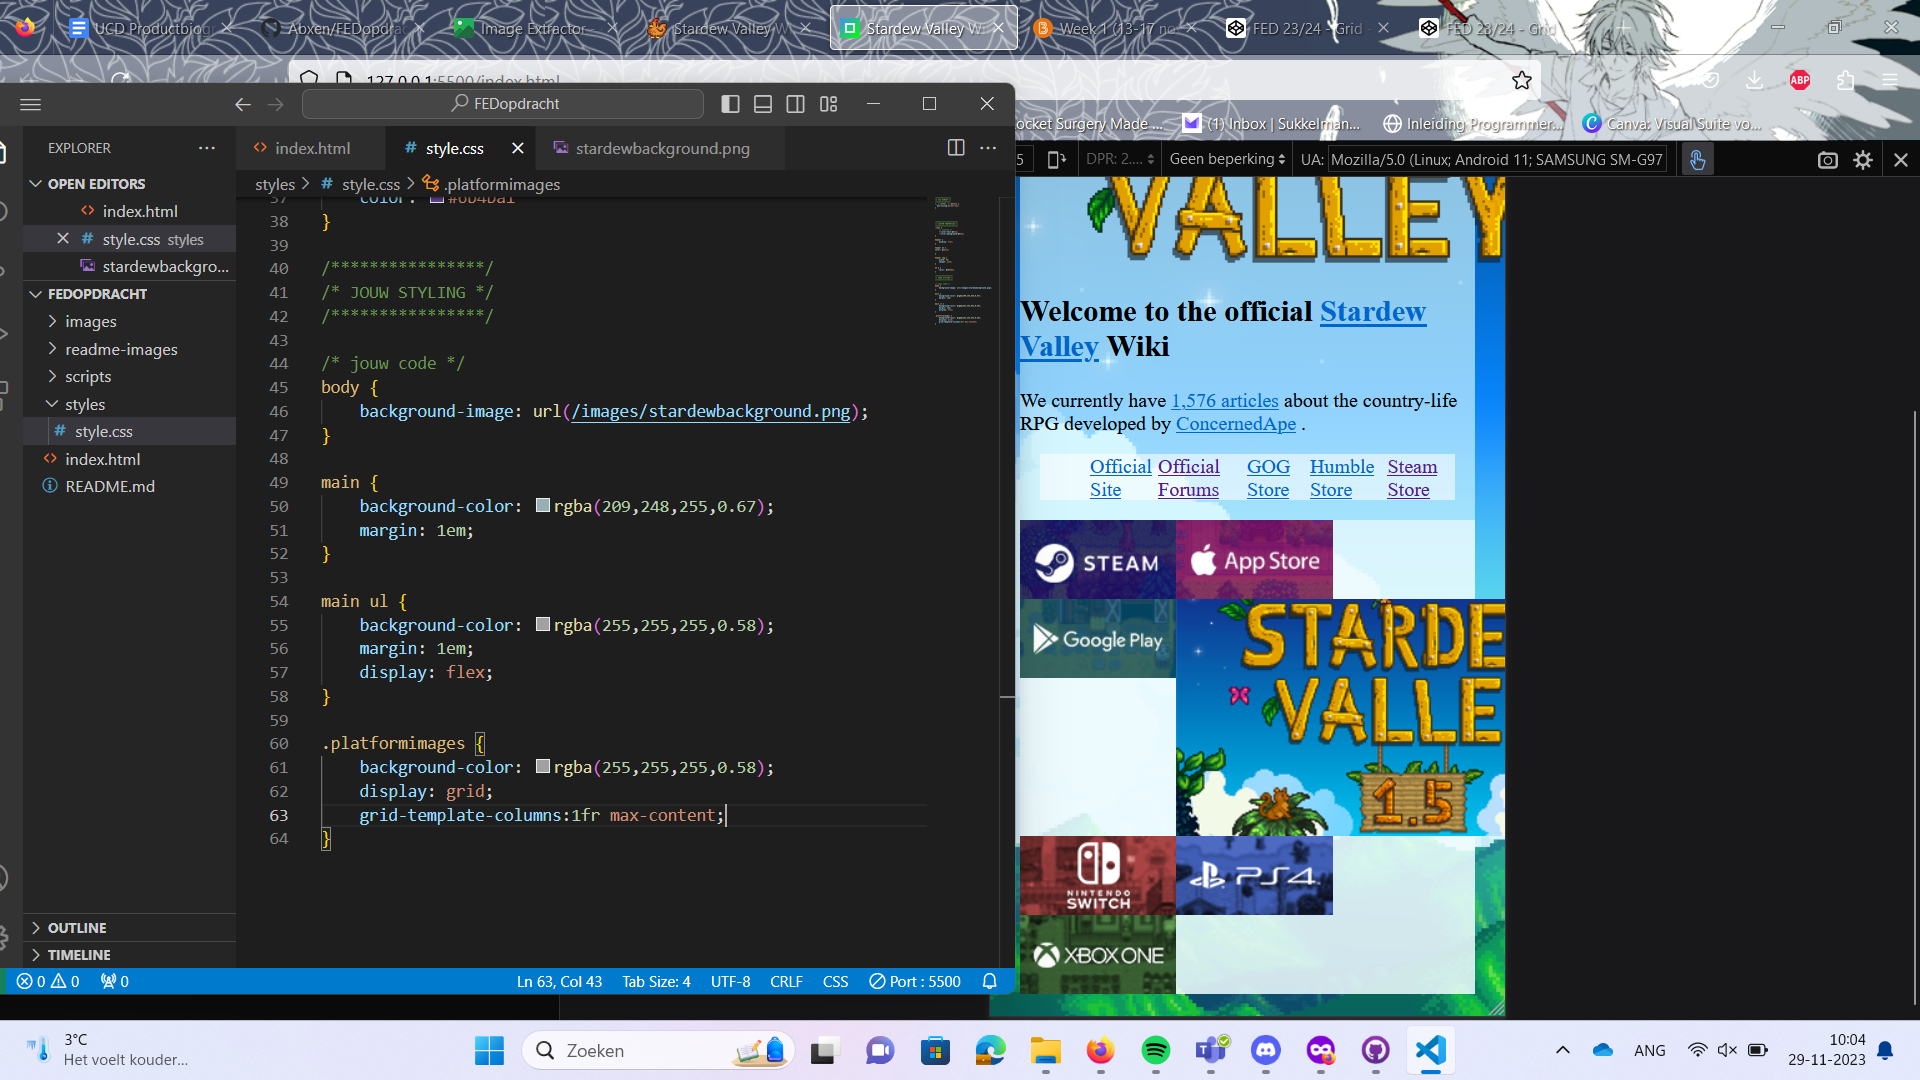 UCD Productbiog
Abxen/FEDopdrac
Image Extractor
Stardew Valley W
Stardew Valley Wi
Week 1 (13-17 no
FED 23/24 - Grid
FED 23/24 - Grid
127.0.0.1:5500/index.html
FEDopdracht
ocket Surgery Made ...
(1) Inbox | Sukkelman...
Inleiding Programmer...
Canva: Visual Suite vo...
EXPLORER
index.html
style.css
stardewbackground.png
5
DPR: 2....
Geen beperking
UA:
Mozilla/5.0 (Linux; Android 11; SAMSUNG SM-G97
OPEN EDITORS
index.html
style.css styles
stardewbackgro...
FEDOPDRACHT
images
readme-images
scripts
styles
style.css
index.html
README.md
OUTLINE
TIMELINE
styles > style.css > .platformimages
37 color: #6b4ba1
38 }
39
40 /****************/
41 /* JOUW STYLING */
42 /****************/
43
44 /* jouw code */
45 body {
46 background-image: url(/images/stardewbackground.png);
47 }
48
49 main {
50 background-color: rgba(209,248,255,0.67);
51 margin: 1em;
52 }
53
54 main ul {
55 background-color: rgba(255,255,255,0.58);
56 margin: 1em;
57 display: flex;
58 }
59
60 .platformimages {
61 background-color: rgba(255,255,255,0.58);
62 display: grid;
63 grid-template-columns:1fr max-content;
64 }
VALLEY
Welcome to the official Stardew
Valley Wiki
We currently have 1,576 articles about the country-life
RPG developed by ConcernedApe .
Official Site
Official Forums
GOG Store
Humble Store
Steam Store
STEAM
App Store
Google Play
STARDE
VALLE
1.5
NINTENDO
SWITCH
PS4
XBOX ONE
0 0
0
Ln 63, Col 43
Tab Size: 4
UTF-8
CRLF
CSS
Port : 5500
3°C
Het voelt kouder...
Zoeken
ANG
10:04
29-11-2023